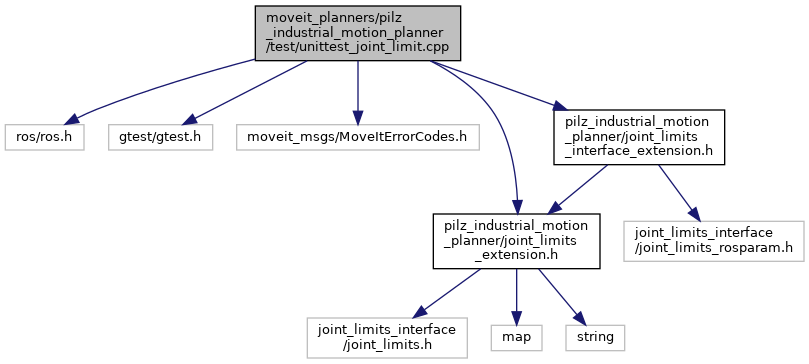 moveit_planners/pilz
_industrial_motion_planner
/test/unittest_joint_limit.cpp
ros/ros.h
gtest/gtest.h
moveit_msgs/MoveItErrorCodes.h
pilz_industrial_motion
_planner/joint_limits
_interface_extension.h
pilz_industrial_motion
_planner/joint_limits
_extension.h
joint_limits_interface
/joint_limits_rosparam.h
joint_limits_interface
/joint_limits.h
map
string